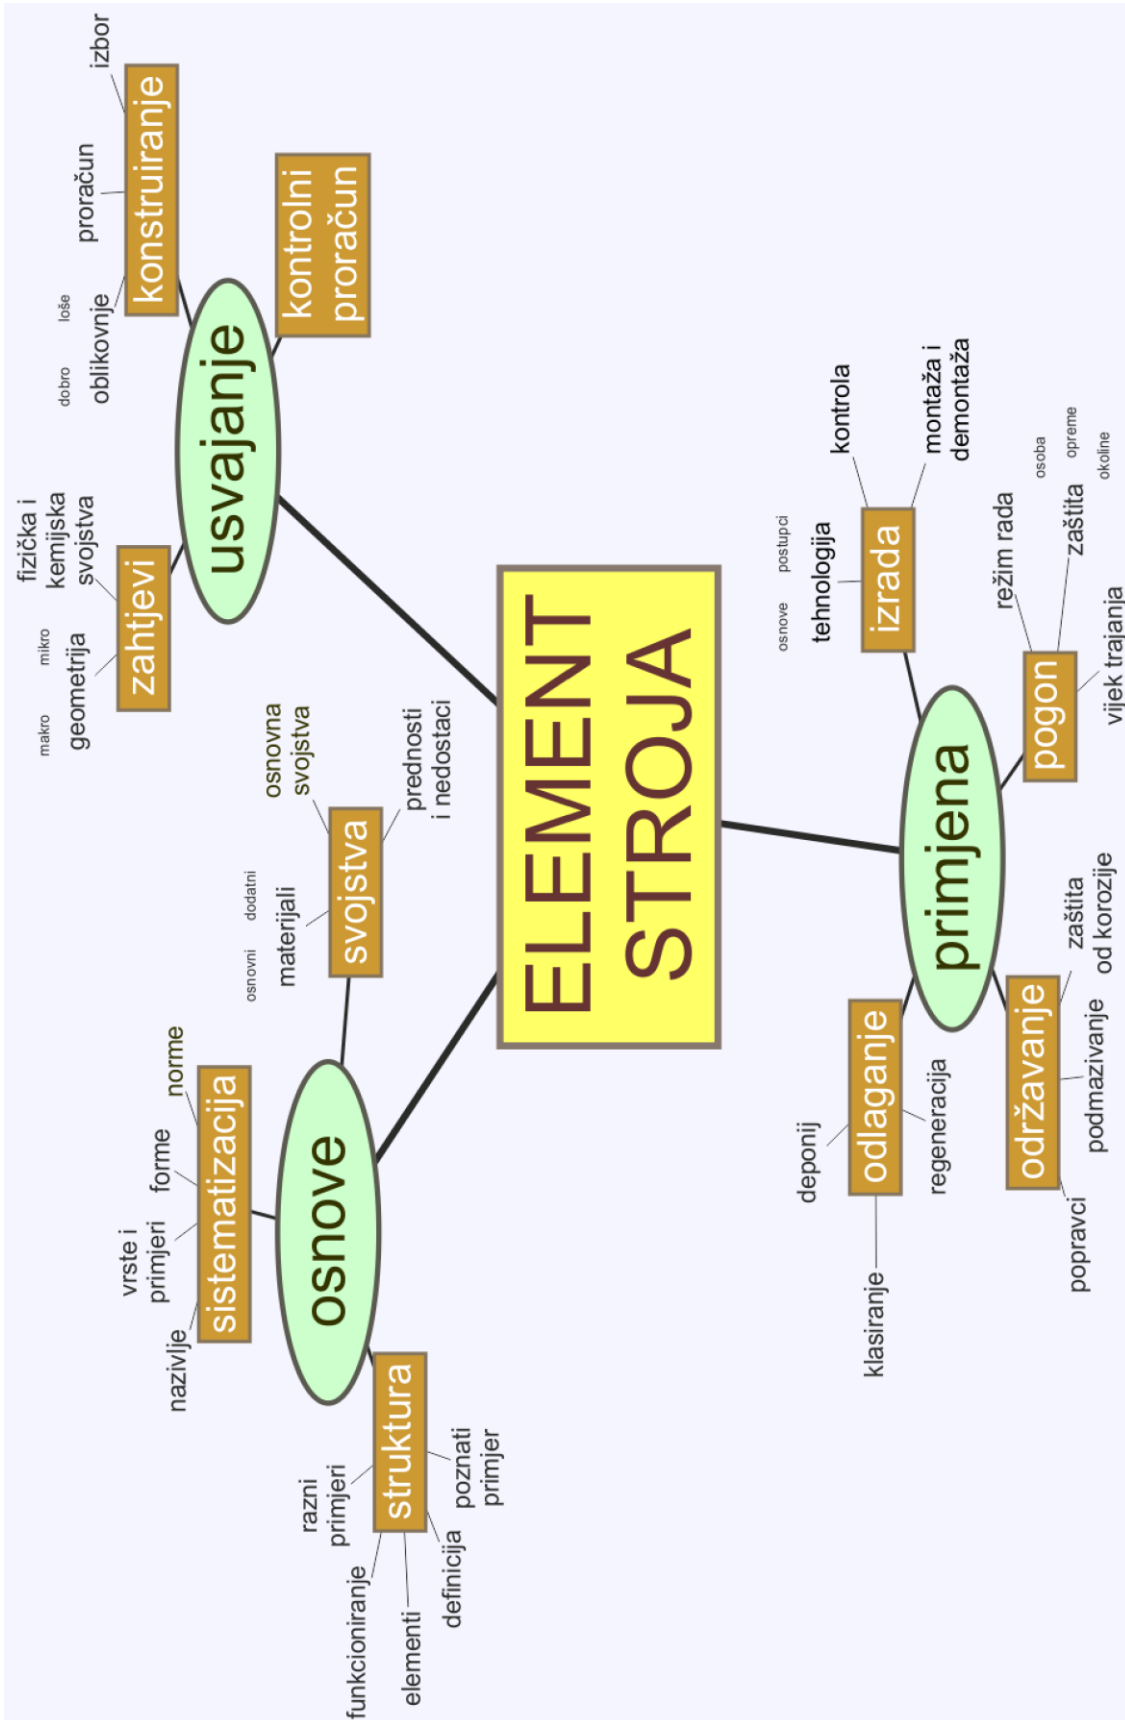 nazivlje
vrste i
primjeri
forme
norme
sistematizacija
osnove
funkcioniranje
razni
primjeri
struktura
elementi
definicija
poznati
primjer
osnovni
dodatni
materijali
osnovna
svojstva
svojstva
prednosti
i nedostaci
makro
mikro
geometrija
fizička i
kemijska
svojstva
zahtjevi
usvajanje
dobro
loše
oblikovnje
proračun
izbor
konstruiranje
kontrolni
proračun
ELEMENT
STROJA
primjena
deponij
odlaganje
klasiranje
regeneracija
održavanje
popravci
podmazivanje
zaštita
od korozije
osnove
postupci
tehnologija
kontrola
izrada
montaža i
demontaža
pogon
režim rada
zaštita
osoba
opreme
okoline
vijek trajanja